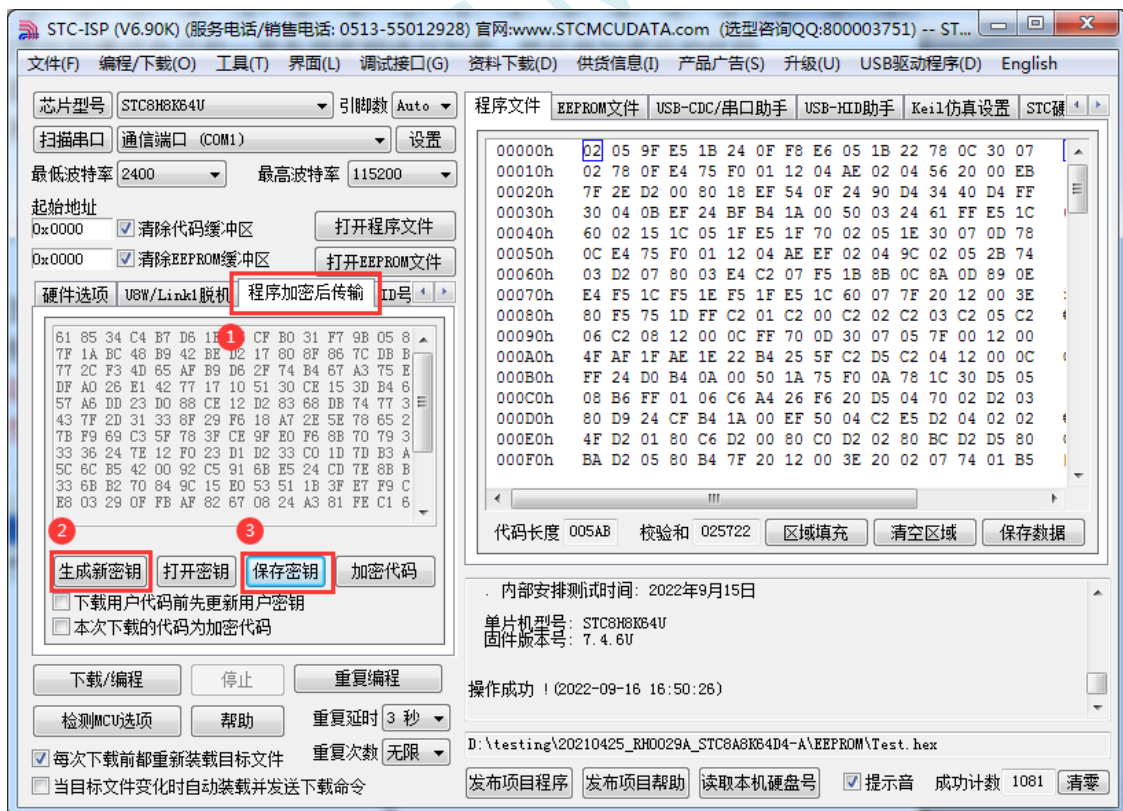 STC-ISP (V6.90K) (服务电话/销售电话: 0513-55012928) 官网:www.STCMCUDATA.com (选型咨询QQ:800003751) -- ST...
文件(F) 编程/下载(O) 工具(T) 界面(L) 调试接口(G) 资料下载(D) 供货信息(I) 产品广告(S) 升级(U) USB驱动程序(D) English
芯片型号 STC8H8K64U 引脚数 Auto
扫描串口 通信端口 (COM1) 设置
最低波特率 2400 最高波特率 115200
起始地址
0x0000 清除代码缓冲区 打开程序文件
0x0000 清除EEPROM缓冲区 打开EEPROM文件
硬件选项 U8W/Link1脱机 程序加密后传输 ID号
1
61 85 34 C4 B7 D6 CF B0 31 F7 9B 05 8
7F 1A BC 48 B9 42 BE D2 17 80 8F 86 7C DB B
77 2C F3 4D 65 AF B9 D6 2F 74 B4 67 A3 75 E
DF A0 26 E1 42 77 17 10 51 30 CE 15 3D B4 6
57 A6 DD 23 D0 88 CE 12 D2 83 68 DB 74 77 3
43 7F 2D 31 33 8F 29 F6 18 A7 2E 5E 78 65 2
7B F9 69 C3 5F 78 3F CE 9F E0 F6 8B 70 79 3
33 36 24 7E 12 F0 23 D1 D2 33 C0 1D 7D B3 A
5C 6C B5 42 00 92 C5 91 6B E5 24 CD 7E 8B B
33 6B B2 70 84 9C 15 E0 53 51 1B 3F E7 F9 C
E8 03 29 0F FB AF 82 67 08 24 A3 81 FE C1 6
2 3
生成新密钥 打开密钥 保存密钥 加密代码
下载用户代码前先更新用户密钥
本次下载的代码为加密代码
下载/编程 停止 重复编程
检测MCU选项 帮助 重复延时 3 秒
每次下载前都重新装载目标文件 重复次数 无限
当目标文件变化时自动装载并发送下载命令
程序文件 EEPROM文件 USB-CDC/串口助手 USB-HID助手 Keil仿真设置 STC硬
00000h 02 05 9F E5 1B 24 0F F8 E6 05 1B 22 78 0C 30 07
00010h 02 78 0F E4 75 F0 01 12 04 AE 02 04 56 20 00 EB
00020h 7F 2E D2 00 80 18 EF 54 0F 24 90 D4 34 40 D4 FF
00030h 30 04 0B EF 24 BF B4 1A 00 50 03 24 61 FF E5 1C
00040h 60 02 15 1C 05 1F E5 1F 70 02 05 1E 30 07 0D 78
00050h 0C E4 75 F0 01 12 04 AE EF 02 04 9C 02 05 2B 74
00060h 03 D2 07 80 03 E4 C2 07 F5 1B 8B 0C 8A 0D 89 0E
00070h E4 F5 1C F5 1E F5 1F E5 1C 60 07 7F 20 12 00 3E
00080h 80 F5 75 1D FF C2 01 C2 00 C2 02 C2 03 C2 05 C2
00090h 06 C2 08 12 00 0C FF 70 0D 30 07 05 7F 00 12 00
000A0h 4F AF 1F AE 1E 22 B4 25 5F C2 D5 C2 04 12 00 0C
000B0h FF 24 D0 B4 0A 00 50 1A 75 F0 0A 78 1C 30 D5 05
000C0h 08 B6 FF 01 06 C6 A4 26 F6 20 D5 04 70 02 D2 03
000D0h 80 D9 24 CF B4 1A 00 EF 50 04 C2 E5 D2 04 02 02
000E0h 4F D2 01 80 C6 D2 00 80 C0 D2 02 80 BC D2 D5 80
000F0h BA D2 05 80 B4 7F 20 12 00 3E 20 02 07 74 01 B5
代码长度 005AB 校验和 025722 区域填充 清空区域 保存数据
. 内部安排测试时间: 2022年9月15日
单片机型号: STC8H8K64U
固件版本号: 7.4.6U
操作成功 !(2022-09-16 16:50:26)
D:\testing\20210425_RH0029A_STC8A8K64D4-A\EEPROM\Test.hex
发布项目程序 发布项目帮助 读取本机硬盘号 提示音 成功计数 1081 清零